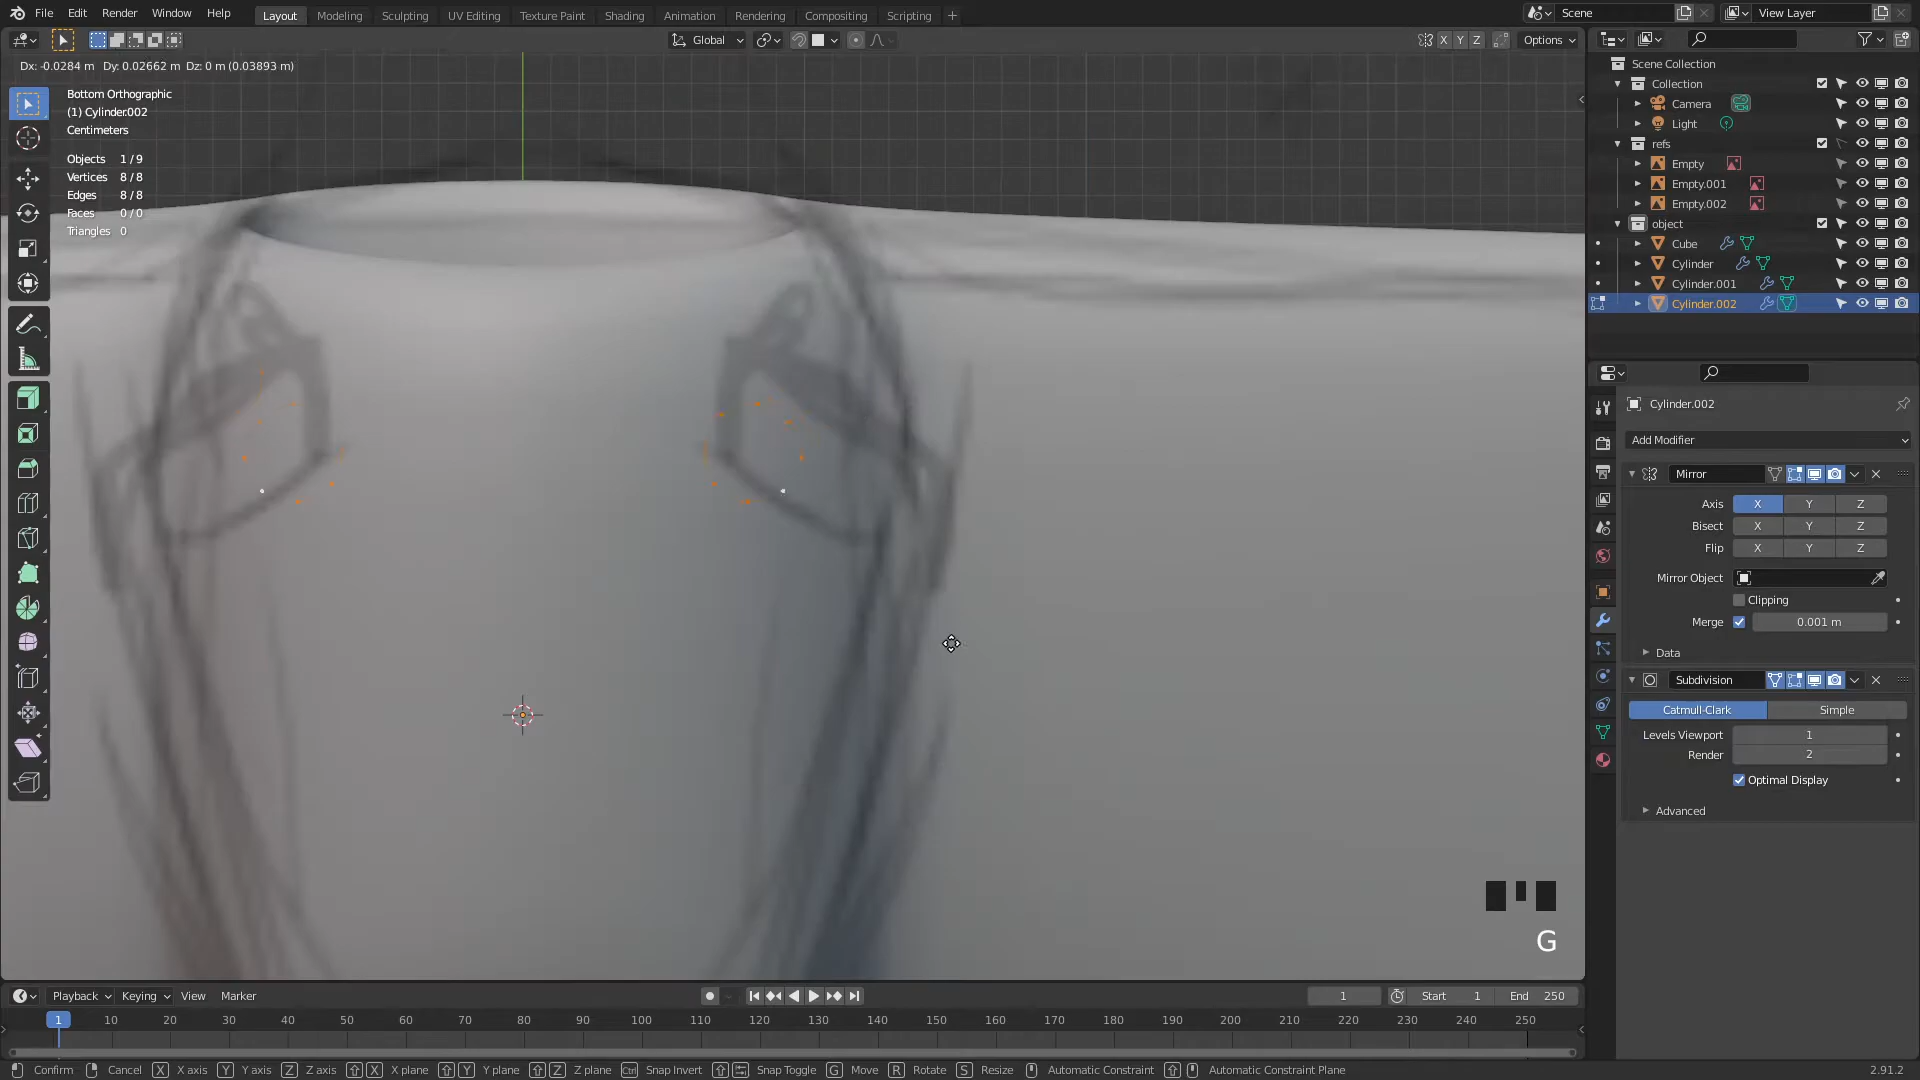 File Edit Render Window Help Layout Modeling Sculpting UV Editing Texture Paint Shading Animation Rendering Compositing Scripting + Scene View Layer
Global X Y Z Options
Dx: -0.0284 m Dy: 0.02662 m Dz: 0 m (0.03893 m)
Bottom Orthographic
(1) Cylinder.002
Centimeters
Objects 1 / 9
Vertices 8 / 8
Edges 8 / 8
Faces 0 / 0
Triangles 0
G
Scene Collection
Collection
Camera
Light
refs
Empty
Empty.001
Empty.002
object
Cube
Cylinder
Cylinder.001
Cylinder.002
Cylinder.002
Add Modifier
Mirror
Axis X Y Z
Bisect X Y Z
Flip X Y Z
Mirror Object
Clipping
Merge 0.001 m
Data
Subdivision
Catmull-Clark Simple
Levels Viewport 1
Render 2
Optimal Display
Advanced
Playback Keying View Marker 1 Start 1 End 250
1 10 20 30 40 50 60 70 80 90 100 110 120 130 140 150 160 170 180 190 200 210 220 230 240 250
Confirm Cancel X X axis Y Y axis Z Z axis X X plane Y Y plane Z Z plane Ctrl Snap Invert Snap Toggle G Move R Rotate S Resize Automatic Constraint Automatic Constraint Plane 2.91.2